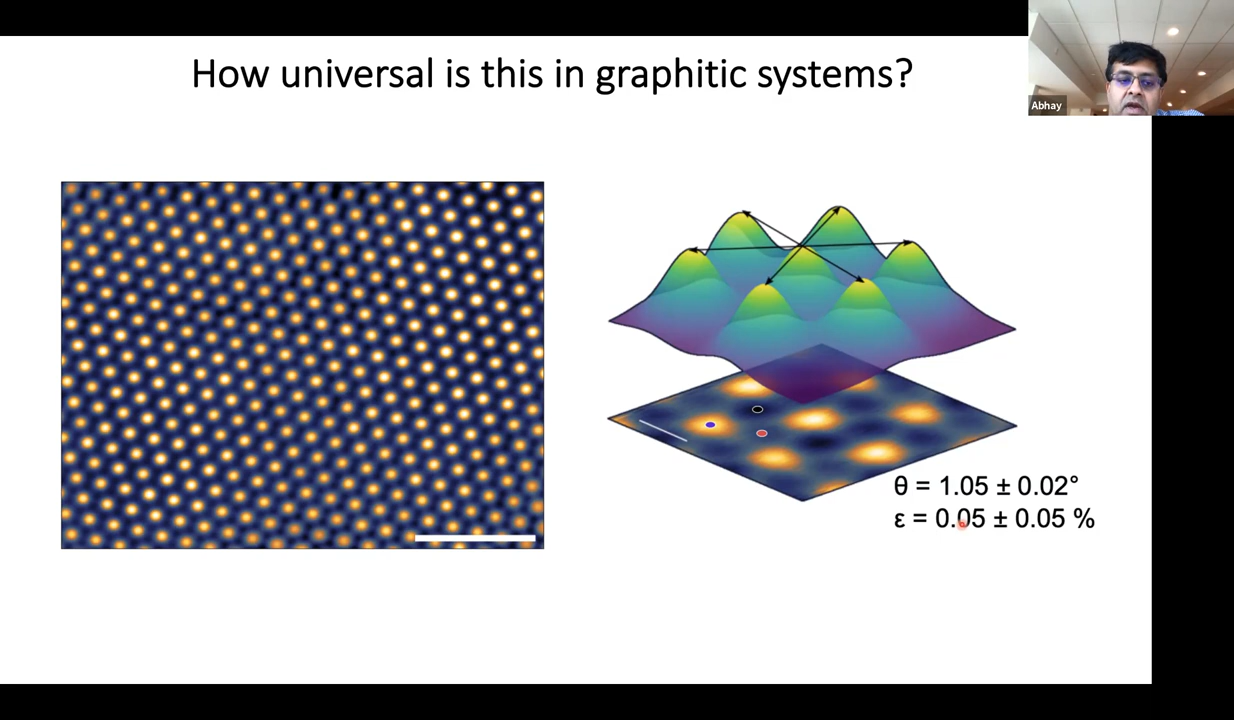 How universal is this in graphitic systems?
Abhay
θ = 1.05 ± 0.02°
ε = 0.05 ± 0.05 %